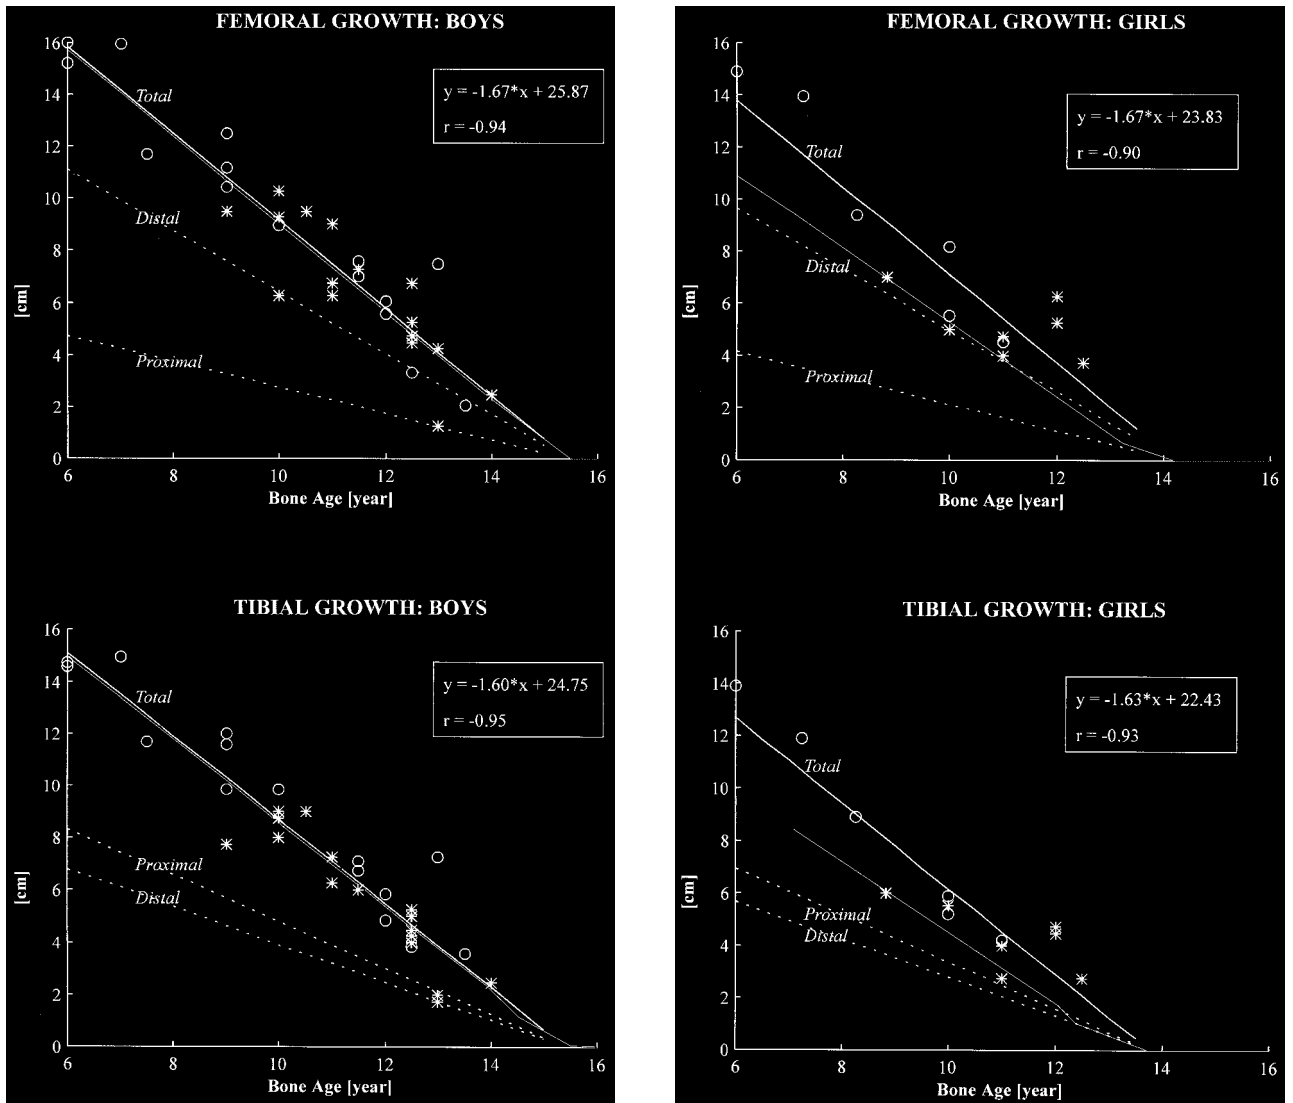 FEMORAL GROWTH: BOYS
16
14
12
10
8
6
4
2
0
[cm]
Total
Distal
Proximal
y = -1.67*x + 25.87
r = -0.94
6 8 10 12 14 16
Bone Age [year]
FEMORAL GROWTH: GIRLS
16
14
12
10
8
6
4
2
0
[cm]
Total
Distal
Proximal
y = -1.67*x + 23.83
r = -0.90
6 8 10 12 14 16
Bone Age [year]
TIBIAL GROWTH: BOYS
16
14
12
10
8
6
4
2
0
[cm]
Total
Proximal
Distal
y = -1.60*x + 24.75
r = -0.95
6 8 10 12 14 16
Bone Age [year]
TIBIAL GROWTH: GIRLS
16
14
12
10
8
6
4
2
0
[cm]
Total
Proximal
Distal
y = -1.63*x + 22.43
r = -0.93
6 8 10 12 14 16
Bone Age [year]